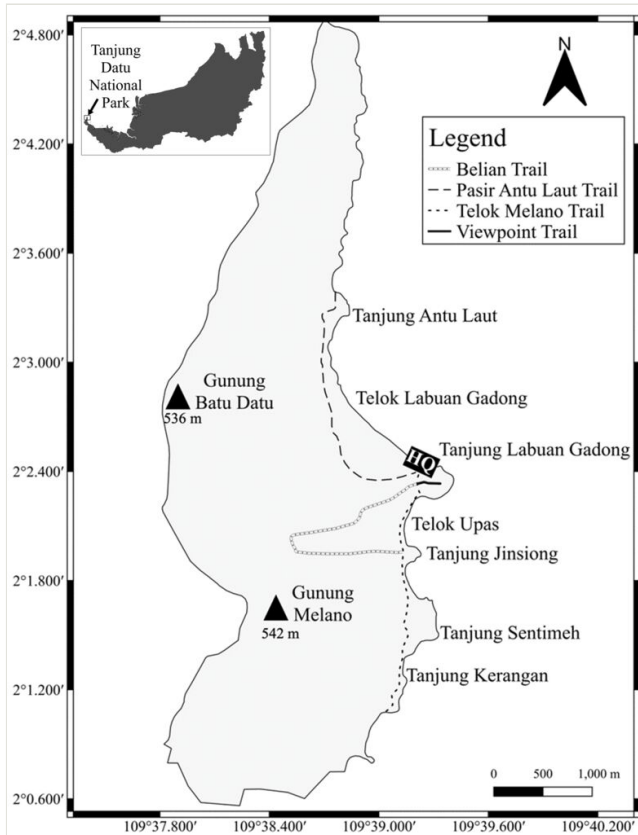 2°4.800′
2°4.200′
2°3.600′
2°3.000′
2°2.400′
2°1.800′
2°1.200′
2°0.600′
Tanjung
Datu
National
Park
N
Legend
Belian Trail
Pasir Antu Laut Trail
Telok Melano Trail
Viewpoint Trail
Tanjung Antu Laut
Gunung
Batu Datu
536 m
Telok Labuan Gadong
Tanjung Labuan Gadong
HQ
Telok Upas
Tanjung Jinsiong
Gunung
Melano
542 m
Tanjung Sentimeh
Tanjung Kerangan
0 500 1,000 m
109°37.800′ 109°38.400′ 109°39.000′ 109°39.600′ 109°40.200′